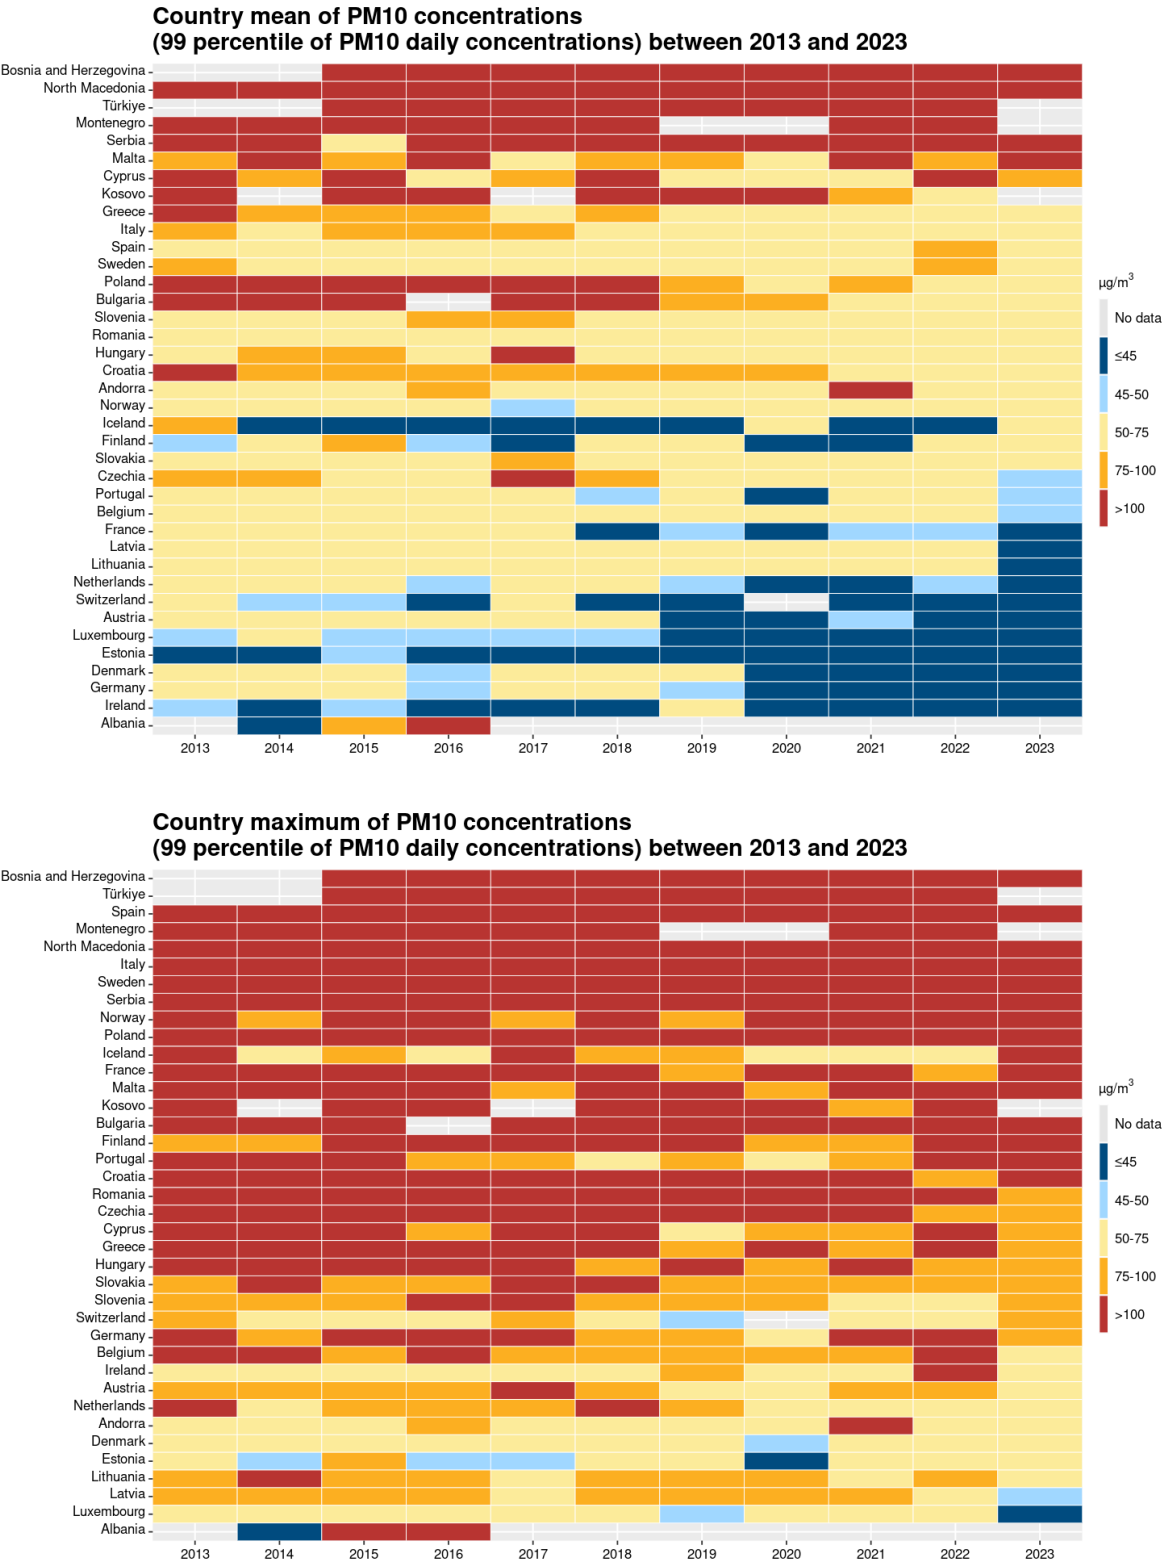 Country mean of PM10 concentrations
(99 percentile of PM10 daily concentrations) between 2013 and 2023
Bosnia and Herzegovina
North Macedonia
Türkiye
Montenegro
Serbia
Malta
Cyprus
Kosovo
Greece
Italy
Spain
Sweden
Poland
Bulgaria
Slovenia
Romania
Hungary
Croatia
Andorra
Norway
Iceland
Finland
Slovakia
Czechia
Portugal
Belgium
France
Latvia
Lithuania
Netherlands
Switzerland
Austria
Luxembourg
Estonia
Denmark
Germany
Ireland
Albania
2013 2014 2015 2016 2017 2018 2019 2020 2021 2022 2023
µg/m³
No data
≤45
45-50
50-75
75-100
>100
Country maximum of PM10 concentrations
(99 percentile of PM10 daily concentrations) between 2013 and 2023
Bosnia and Herzegovina
Türkiye
Spain
Montenegro
North Macedonia
Italy
Sweden
Serbia
Norway
Poland
Iceland
France
Malta
Kosovo
Bulgaria
Finland
Portugal
Croatia
Romania
Czechia
Cyprus
Greece
Hungary
Slovakia
Slovenia
Switzerland
Germany
Belgium
Ireland
Austria
Netherlands
Andorra
Denmark
Estonia
Lithuania
Latvia
Luxembourg
Albania
2013 2014 2015 2016 2017 2018 2019 2020 2021 2022 2023
µg/m³
No data
≤45
45-50
50-75
75-100
>100